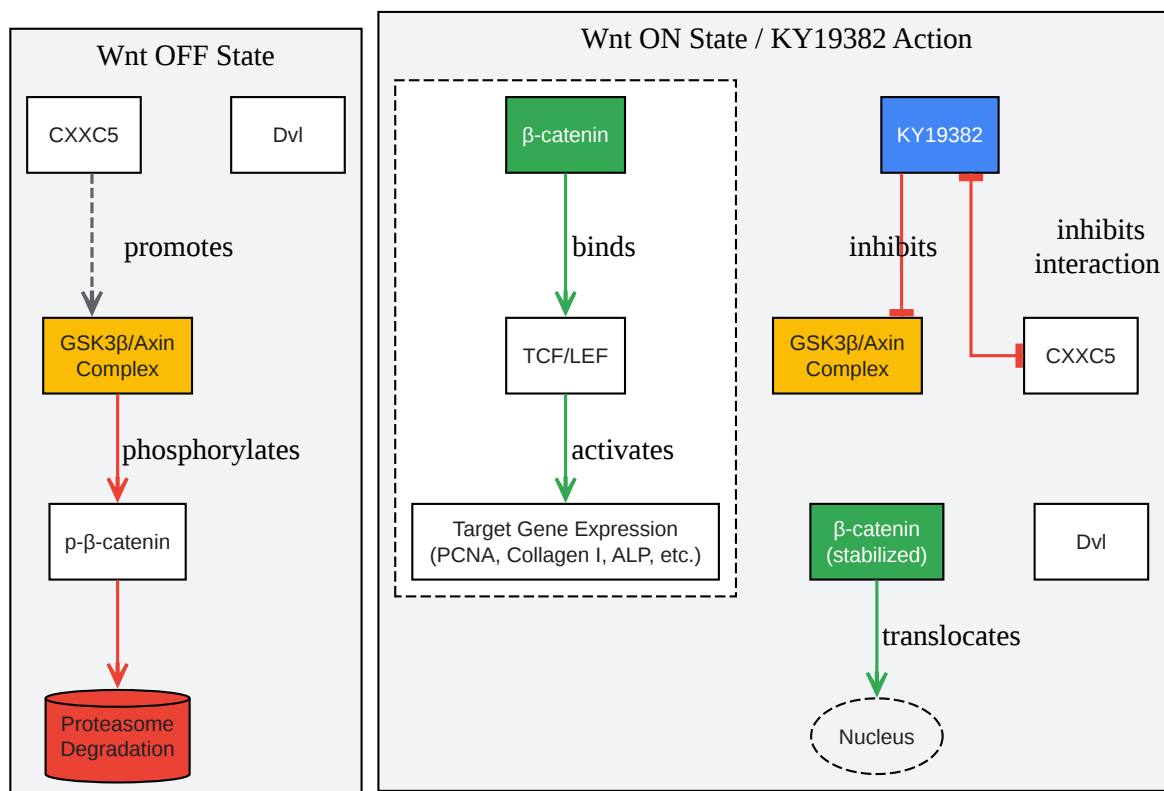 Wnt OFF State
CXXC5
Dvl
promotes
GSK3β/Axin
Complex
phosphorylates
p-β-catenin
Proteasome
Degradation
Wnt ON State / KY19382 Action
β-catenin
binds
TCF/LEF
activates
Target Gene Expression
(PCNA, Collagen I, ALP, etc.)
KY19382
inhibits
inhibits
interaction
GSK3β/Axin
Complex
CXXC5
β-catenin
(stabilized)
Dvl
translocates
Nucleus